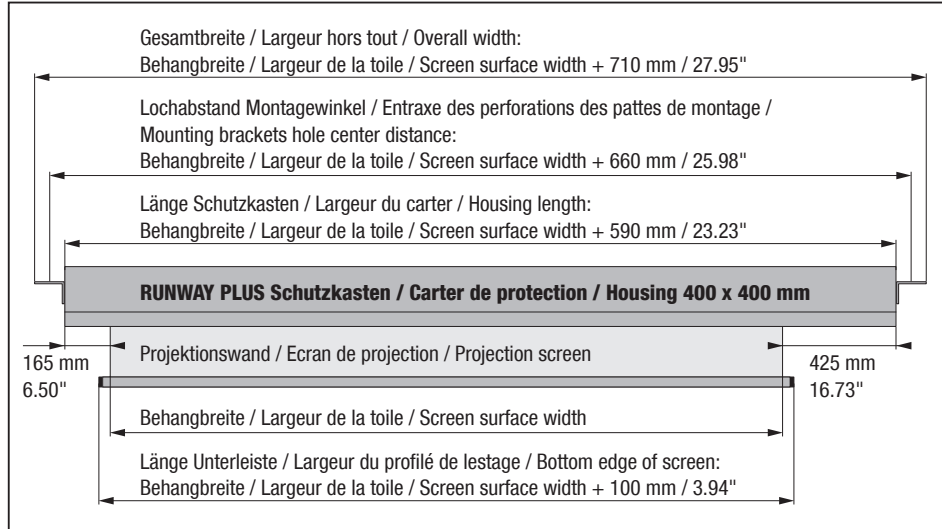 Gesamtbreite / Largeur hors tout / Overall width:
Behangbreite / Largeur de la toile / Screen surface width + 710 mm / 27.95"
Lochabstand Montagewinkel / Entraxe des perforations des pattes de montage /
Mounting brackets hole center distance:
Behangbreite / Largeur de la toile / Screen surface width + 660 mm / 25.98"
Länge Schutzkasten / Largeur du carter / Housing length:
Behangbreite / Largeur de la toile / Screen surface width + 590 mm / 23.23"
RUNWAY PLUS Schutzkasten / Carter de protection / Housing 400 x 400 mm
Projektionswand / Ecran de projection / Projection screen
165 mm
6.50"
425 mm
16.73"
Behangbreite / Largeur de la toile / Screen surface width
Länge Unterleiste / Largeur du profilé de lestage / Bottom edge of screen:
Behangbreite / Largeur de la toile / Screen surface width + 100 mm / 3.94"